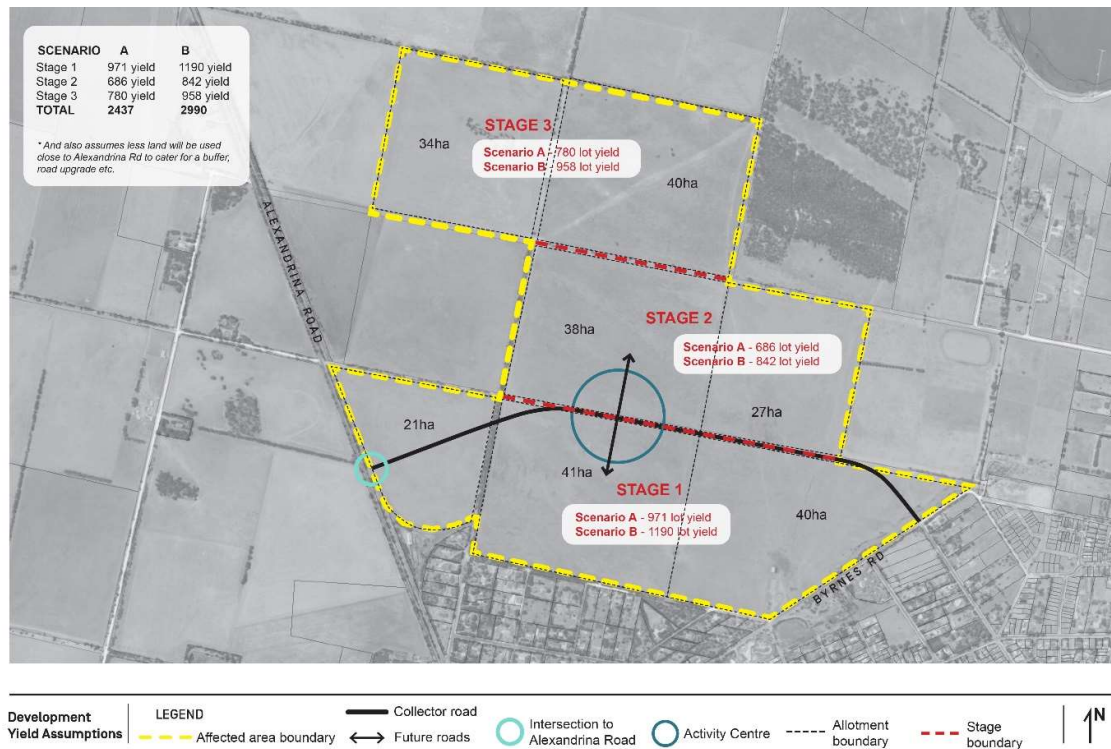 SCENARIO A B
Stage 1 971 yield 1190 yield
Stage 2 686 yield 842 yield
Stage 3 780 yield 958 yield
TOTAL 2437 2990
* And also assumes less land will be used
close to Alexandrina Rd to cater for a buffer,
road upgrade etc.
STAGE 3
34ha
Scenario A - 780 lot yield
Scenario B - 958 lot yield
40ha
ALEXANDRINA ROAD
STAGE 2
38ha
Scenario A - 686 lot yield
Scenario B - 842 lot yield
27ha
21ha
41ha
STAGE 1
Scenario A - 971 lot yield
Scenario B - 1190 lot yield
40ha
BYRNES RD
Development
Yield Assumptions
LEGEND
Affected area boundary
Collector road
Future roads
Intersection to
Alexandrina Road
Activity Centre
Allotment
boundary
Stage
boundary
N